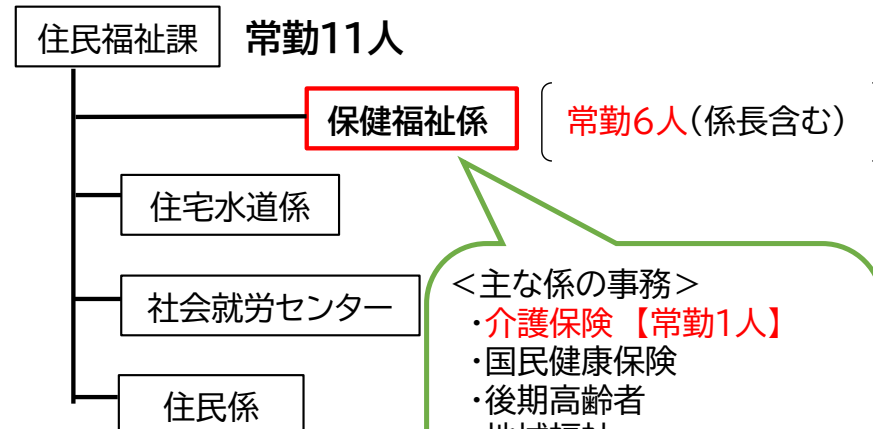 住民福祉課 常勤11人
保健福祉係 常勤6人(係長含む)
住宅水道係
社会就労センター
住民係
＜主な係の事務＞
・介護保険【常勤1人】
・国民健康保険
・後期高齢者